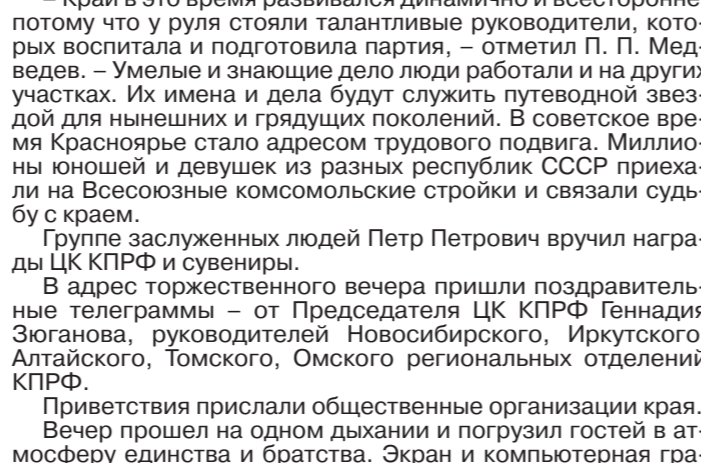 – Край в это время развивался динамично и всесторонне
потому что у руля стояли талантливые руководители, кото-
рых воспитала и подготовила партия, – отметил П. П. Мед-
ведев. – Умелые и знающие дело люди работали и на других
участках. Их имена и дела будут служить путеводной звез-
дой для нынешних и грядущих поколений. В советское вре-
мя Красноярье стало адресом трудового подвига. Миллио-
ны юношей и девушек из разных республик СССР приеха-
ли на Всесоюзные комсомольские стройки и связали судь-
бу с краем.
Группе заслуженных людей Петр Петрович вручил награ-
ды ЦК КПРФ и сувениры.
В адрес торжественного вечера пришли поздравитель-
ные телеграммы – от Председателя ЦК КПРФ Геннадия
Зюганова, руководителей Новосибирского, Иркутского
Алтайского, Томского, Омского региональных отделений
КПРФ.
Приветствия прислали общественные организации края.
Вечер прошел на одном дыхании и погрузил гостей в ат-
мосферу единства и братства. Экран и компьютерная гра-